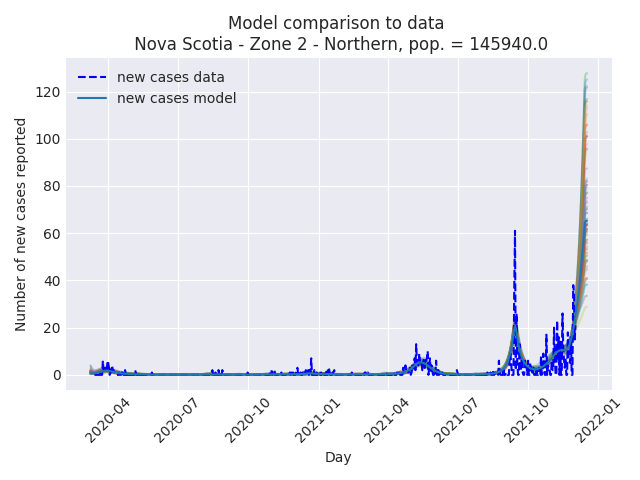 Model comparison to data
Nova Scotia - Zone 2 - Northern, pop. = 145940.0
new cases data
new cases model
Number of new cases reported
120
100
80
60
40
20
0
2020-04
2020-07
2020-10
2021-01
2021-04
2021-07
2021-10
2022-01
Day